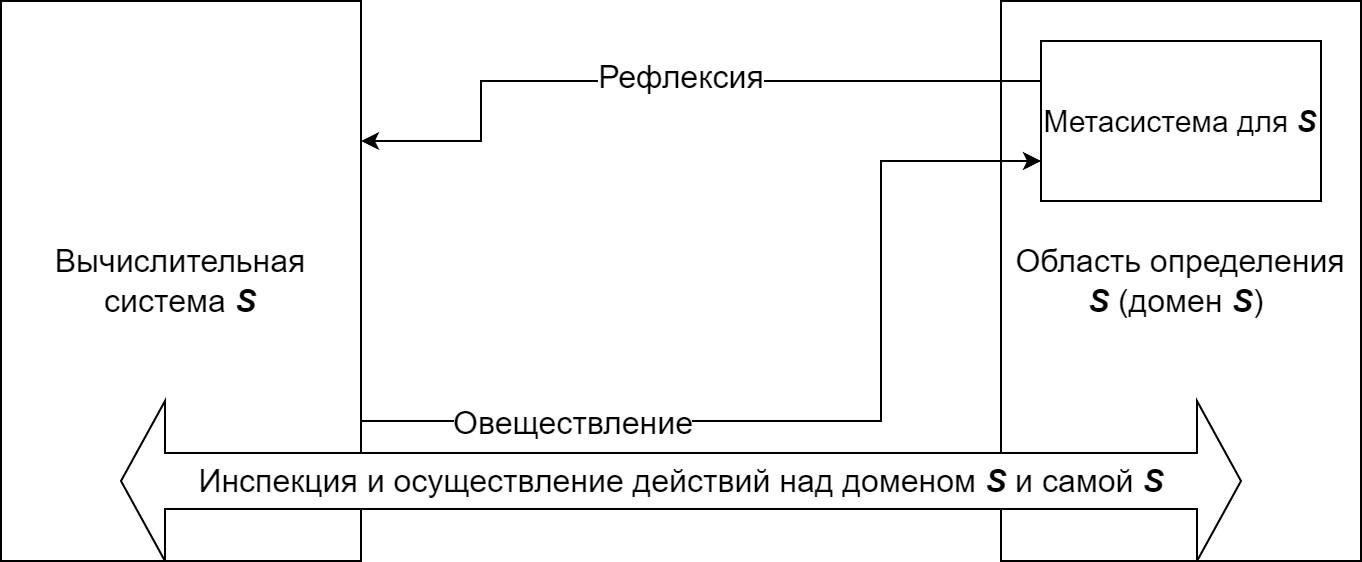 Рефлексия
Метасистема для S
Вычислительная
система S
Область определения
S (домен S)
Овеществление
Инспекция и осуществление действий над доменом S и самой S